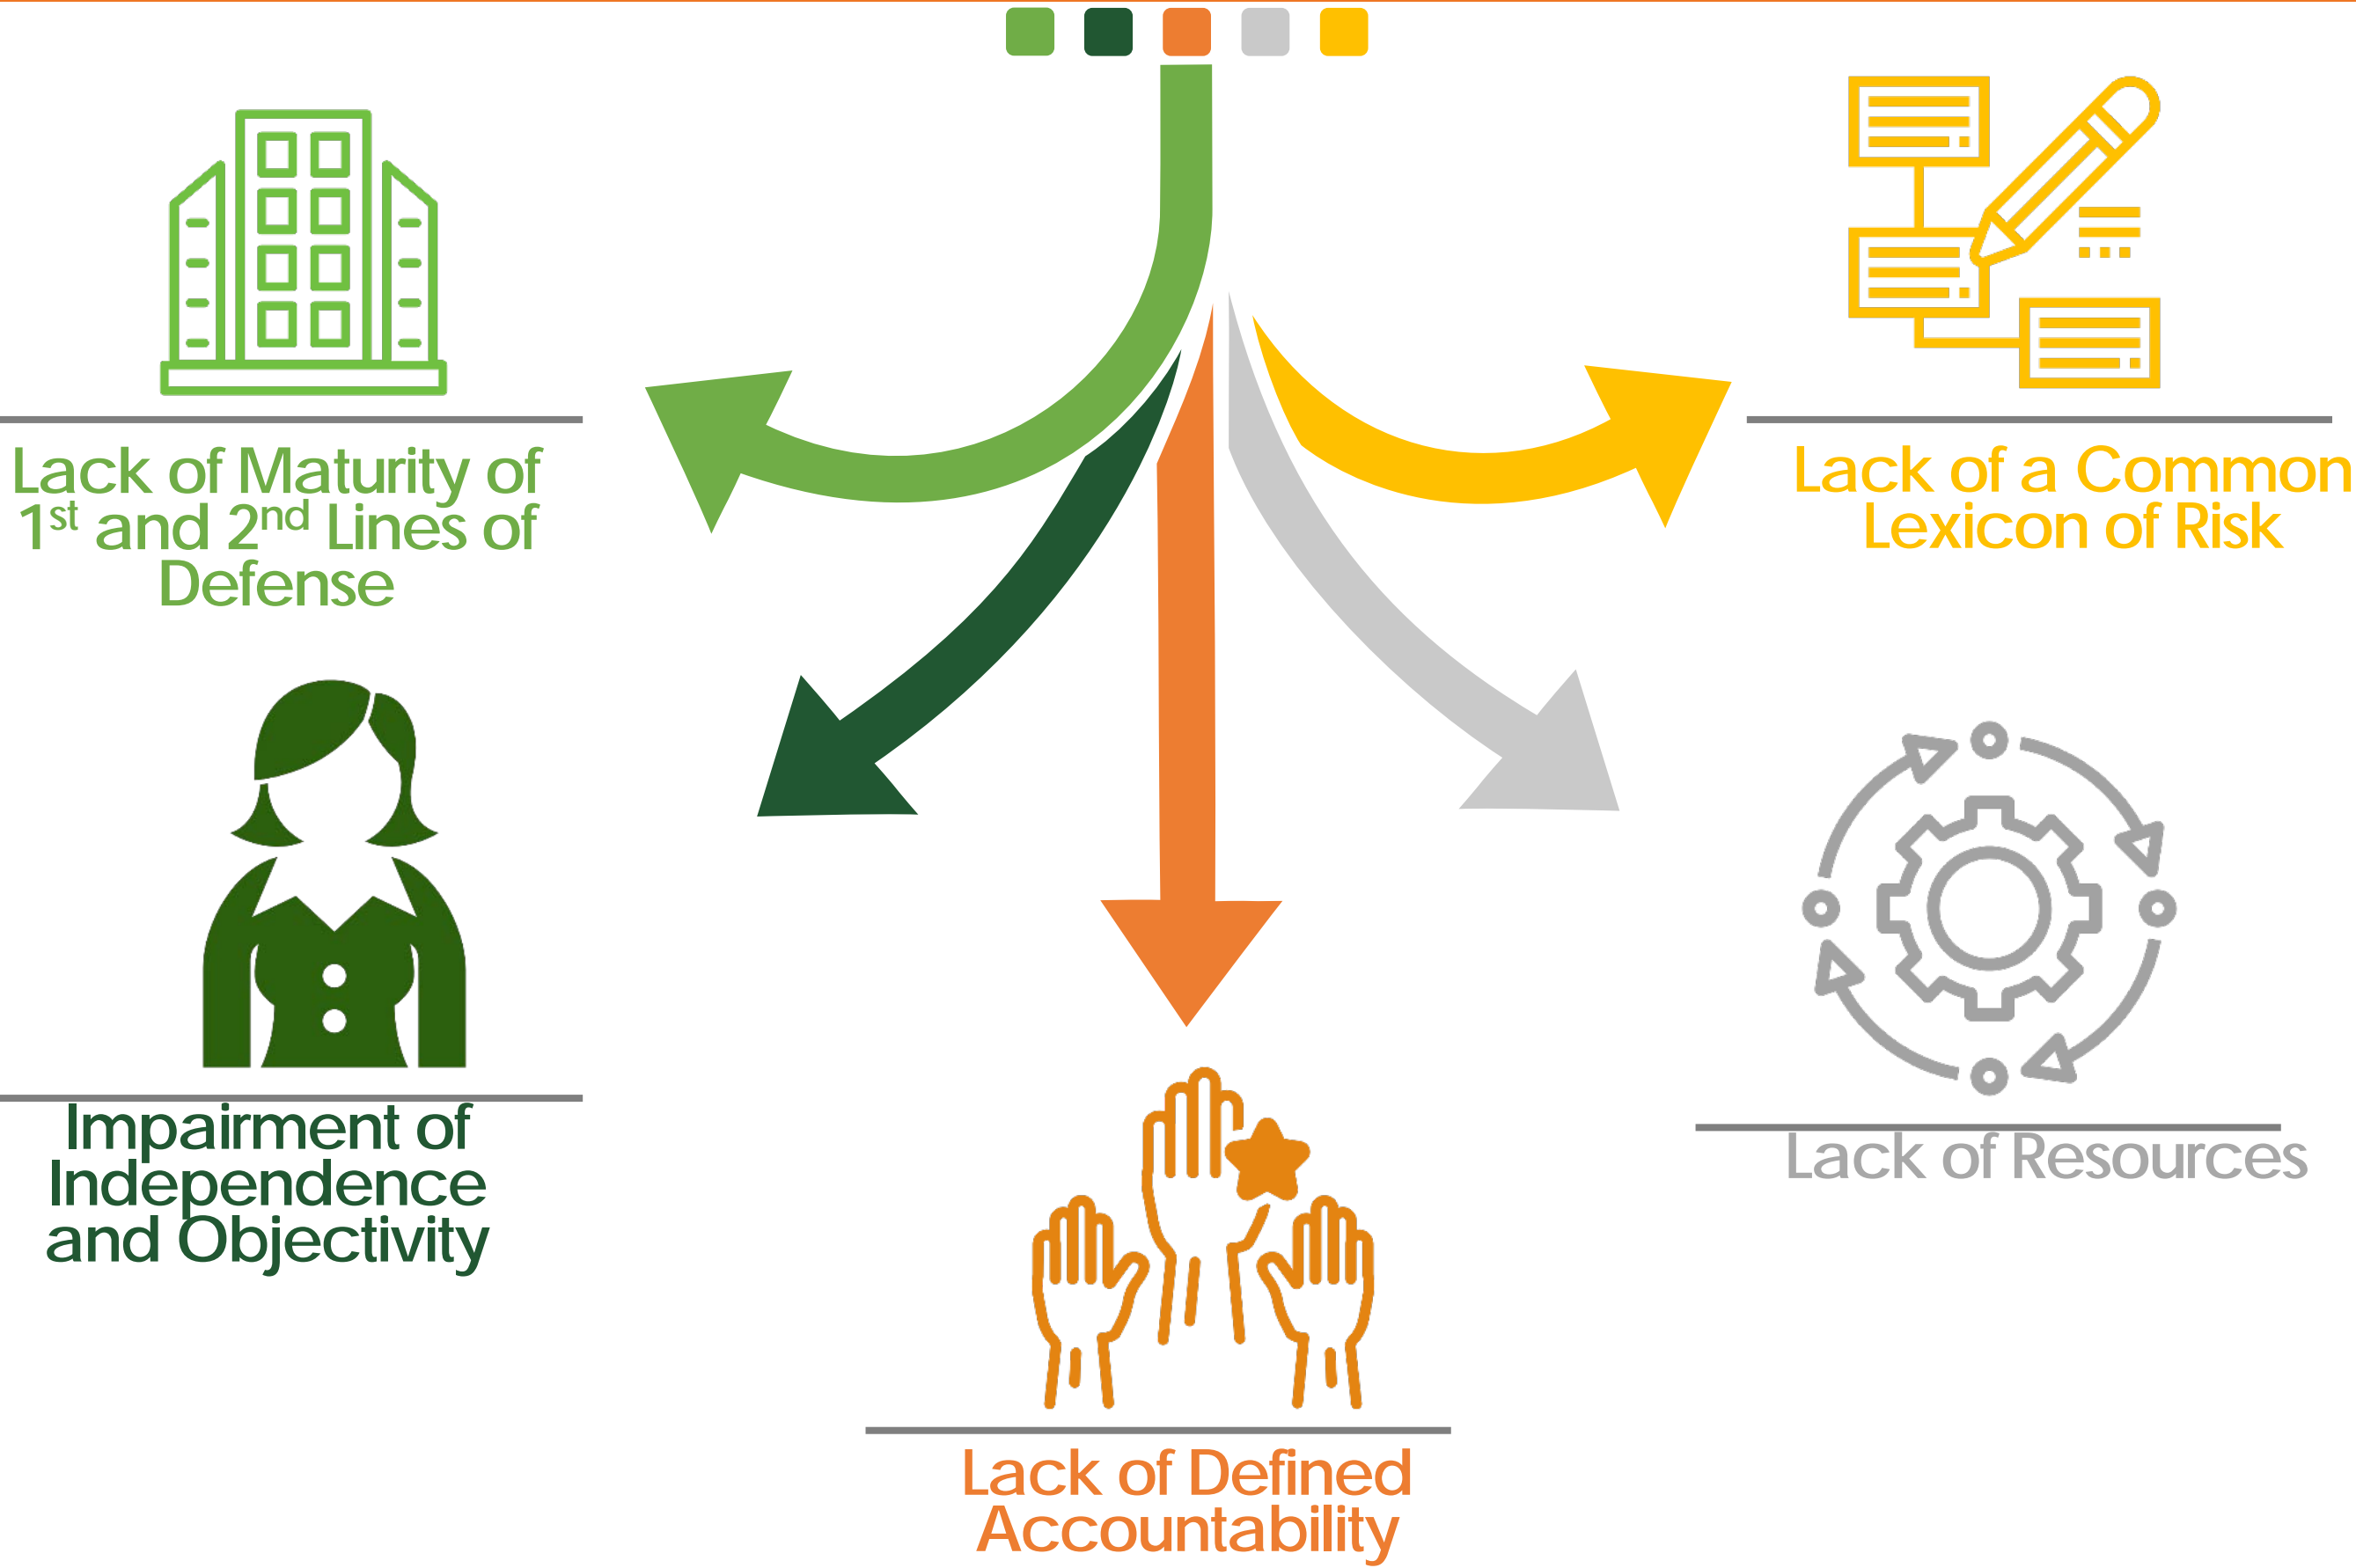 Lack of Maturity of
1st and 2nd Lines of
Defense
Lack of a Common
Lexicon of Risk
Impairment of
Independence
and Objectivity
Lack of Resources
Lack of Defined
Accountability